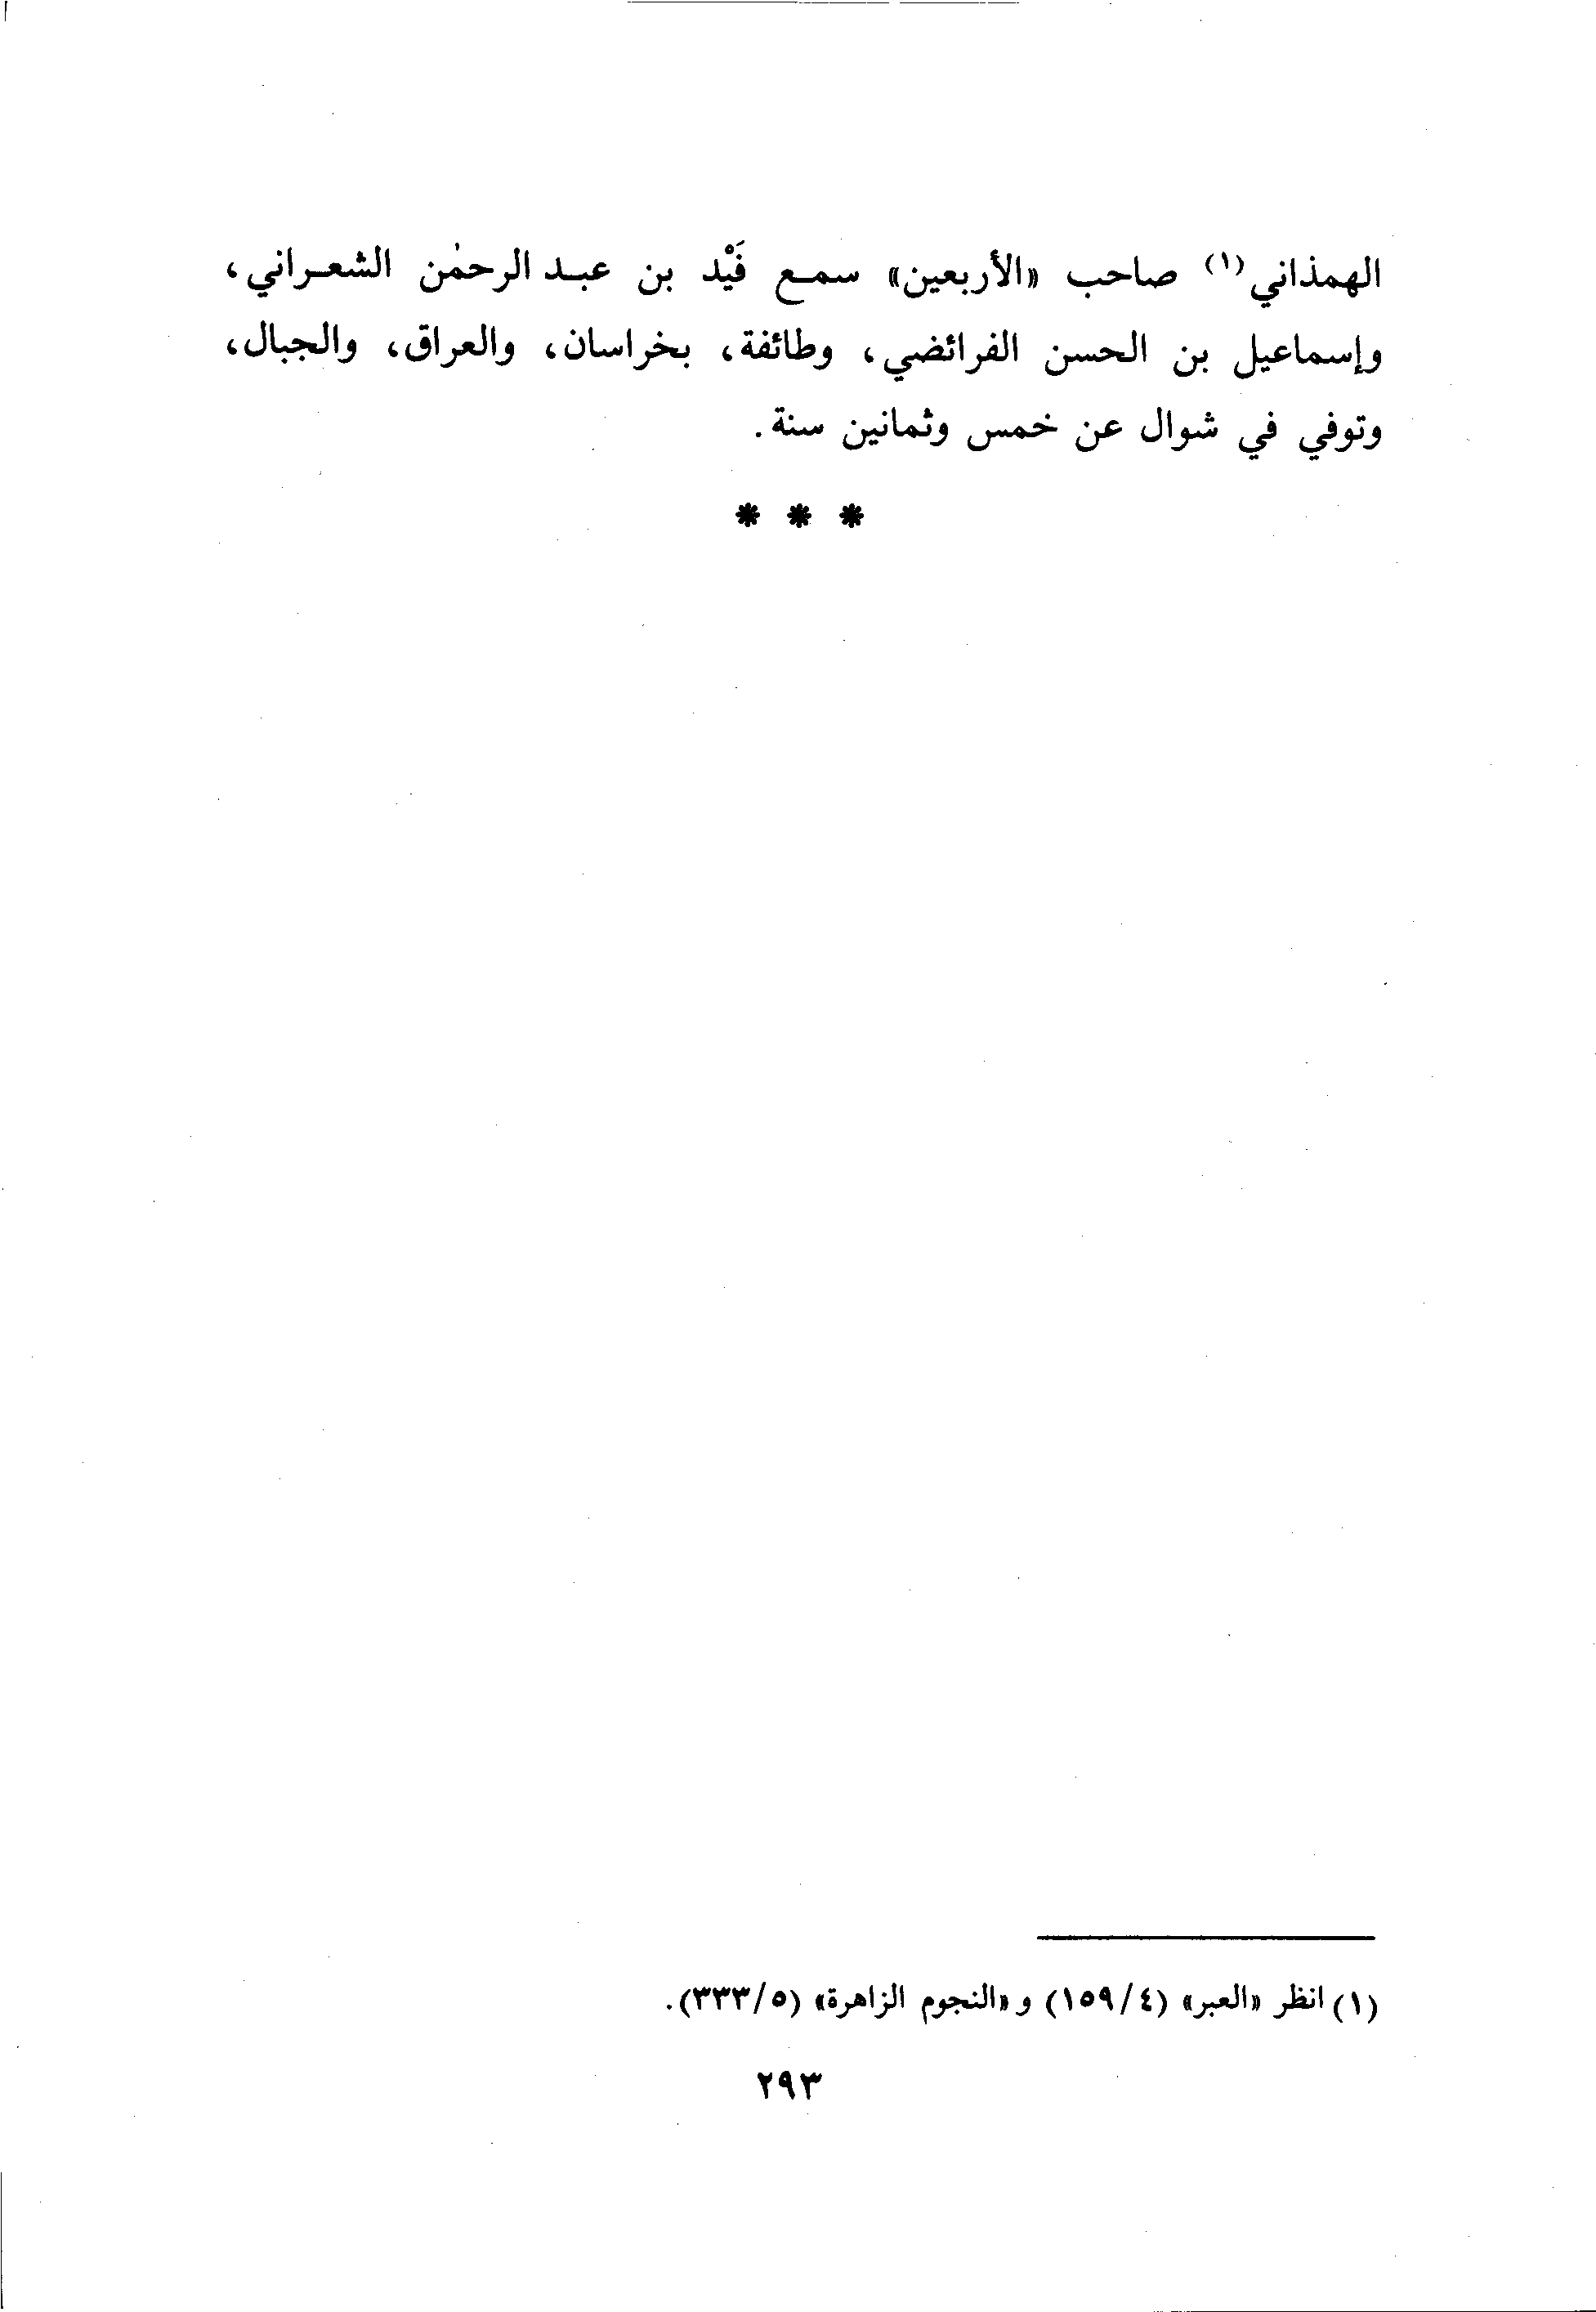 الهمذاني(١) صاحب «الأربعين» سمع فَيْد بن عبد الرحمٰن الشعراني،
وإسماعيل بن الحسن الفرائضي، وطائفة، بخراسان، والعراق، والجبال،
وتوفي في شوال عن خمس وثمانين سنة.
* * *
(١) انظر «العبر» (٤/ ١٥٩) و «النجوم الزاهرة» (٥/ ٣٣٣).
٢٩٣